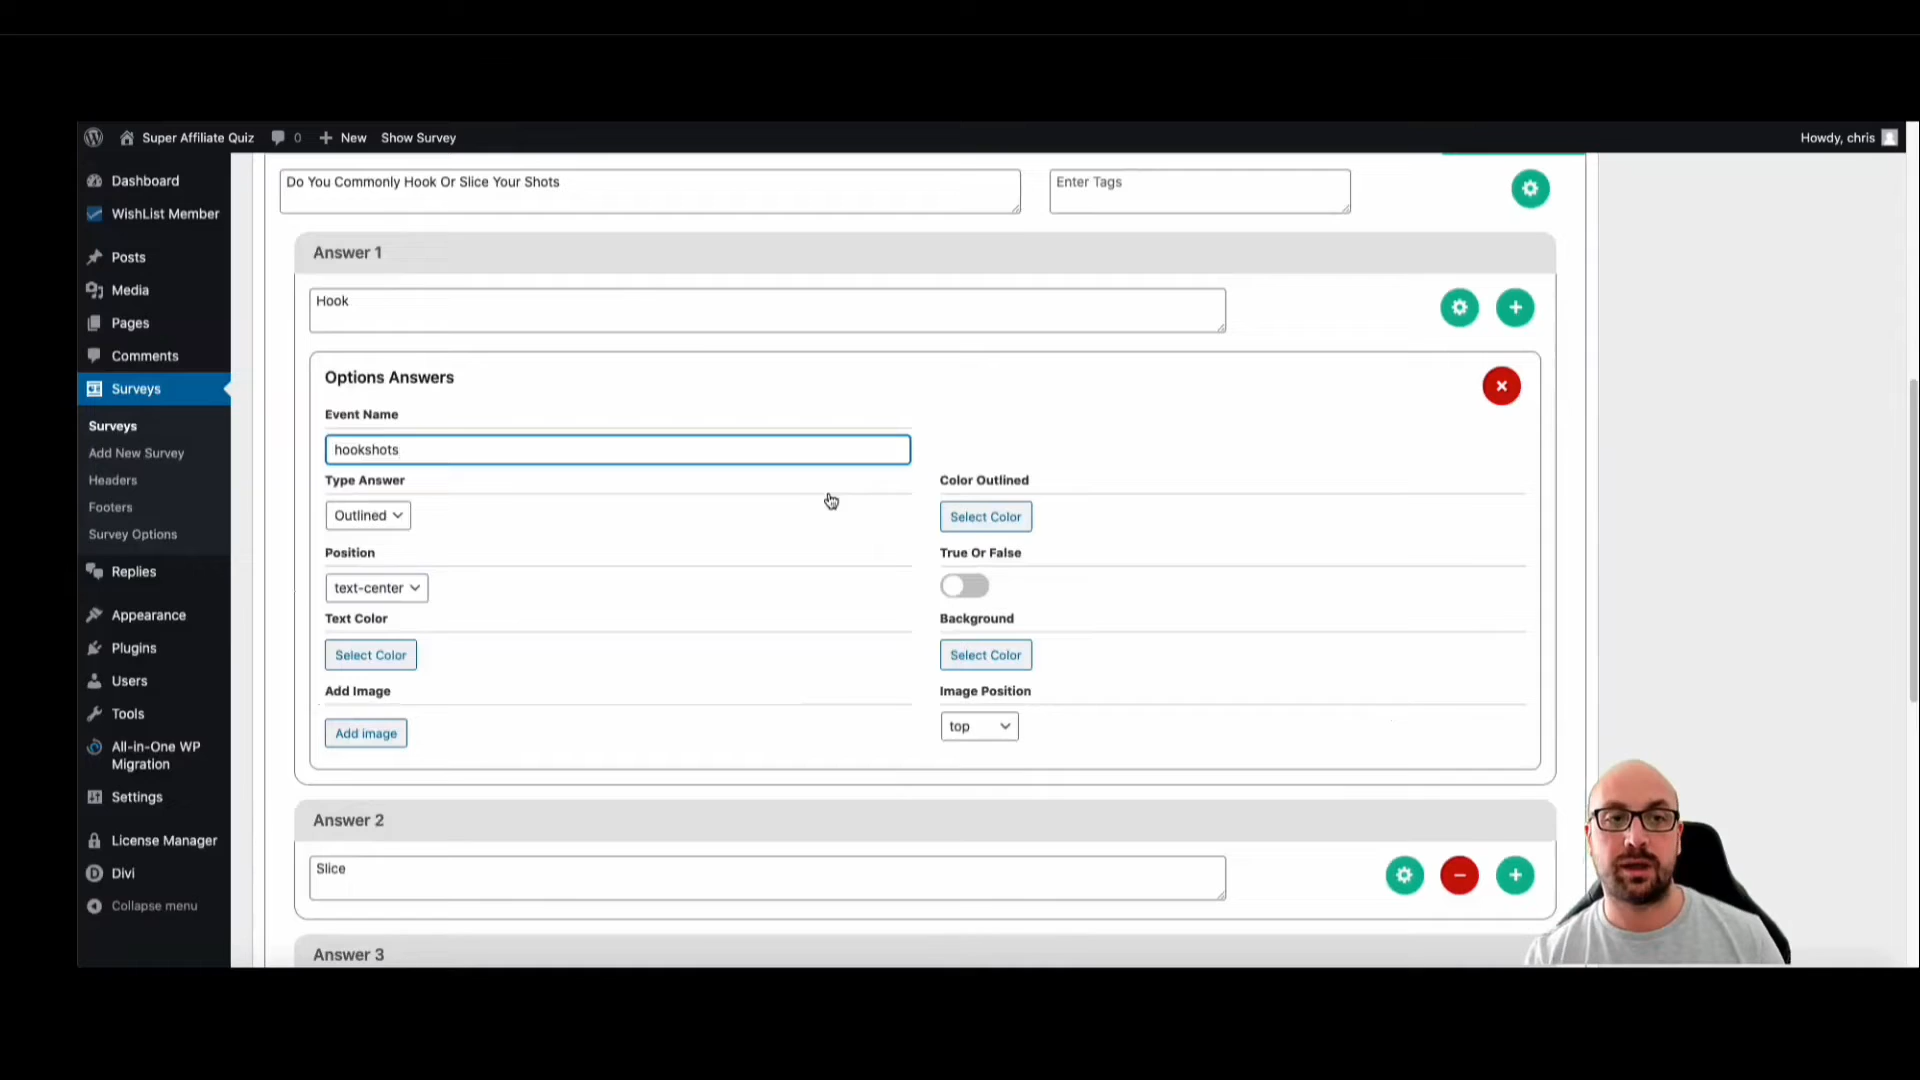 Super Affiliate Quiz 0 New Show Survey Howdy, chris
Dashboard
WishList Member
Posts
Media
Pages
Comments
Surveys
Surveys
Add New Survey
Headers
Footers
Survey Options
Replies
Appearance
Plugins
Users
Tools
All-in-One WP
Migration
Settings
License Manager
Divi
Collapse menu
Do You Commonly Hook Or Slice Your Shots
Enter Tags
Answer 1
Hook
Options Answers
Event Name
hookshots
Type Answer
Color Outlined
Outlined
Select Color
Position
True Or False
text-center
Text Color
Background
Select Color
Select Color
Add Image
Image Position
Add image
top
Answer 2
Slice
Answer 3